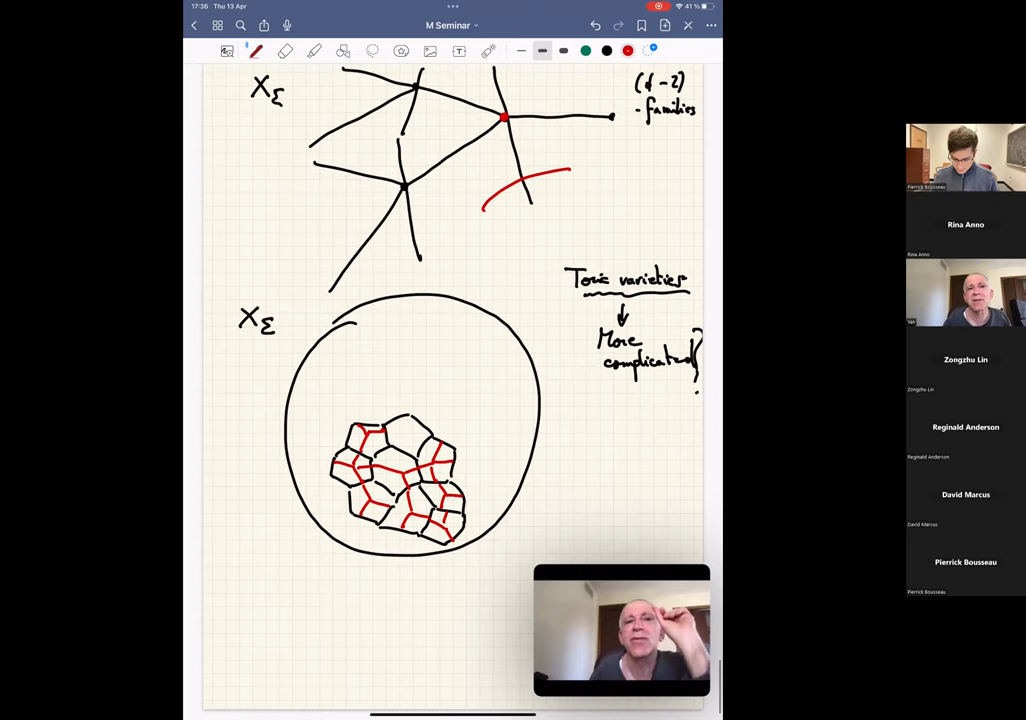 17:36 Thu 13 Apr
41 %
M Seminar
X_Σ
(d-2)
- families
Toric varieties
↓
More
complicated?
X_Σ
Pierrick Bousseau
Rina Anno
Rina Anno
Yan
Zongzhu Lin
Zongzhu Lin
Reginald Anderson
Reginald Anderson
David Marcus
David Marcus
Pierrick Bousseau
Pierrick Bousseau